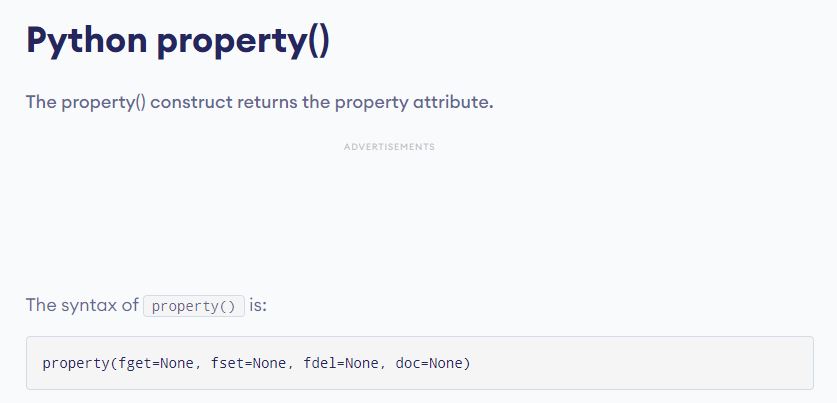 Python property()
The property() construct returns the property attribute.
ADVERTISEMENTS
The syntax of property() is:
property(fget=None, fset=None, fdel=None, doc=None)